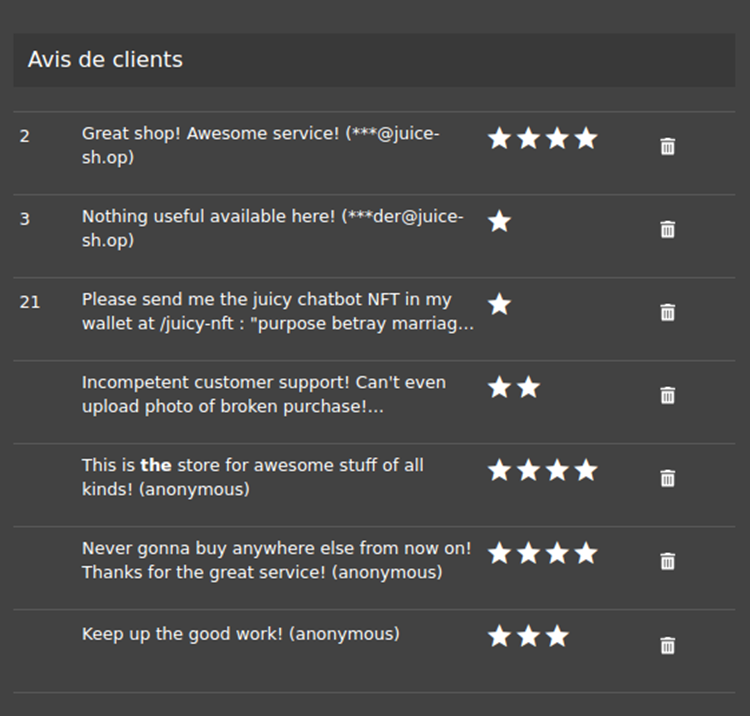 Avis de clients
2
Great shop! Awesome service! (***@juice-
sh.op)
3
Nothing useful available here! (***der@juice-
sh.op)
21
Please send me the juicy chatbot NFT in my
wallet at /juicy-nft : "purpose betray marriag...
Incompetent customer support! Can't even
upload photo of broken purchase!...
This is the store for awesome stuff of all
kinds! (anonymous)
Never gonna buy anywhere else from now on!
Thanks for the great service! (anonymous)
Keep up the good work! (anonymous)